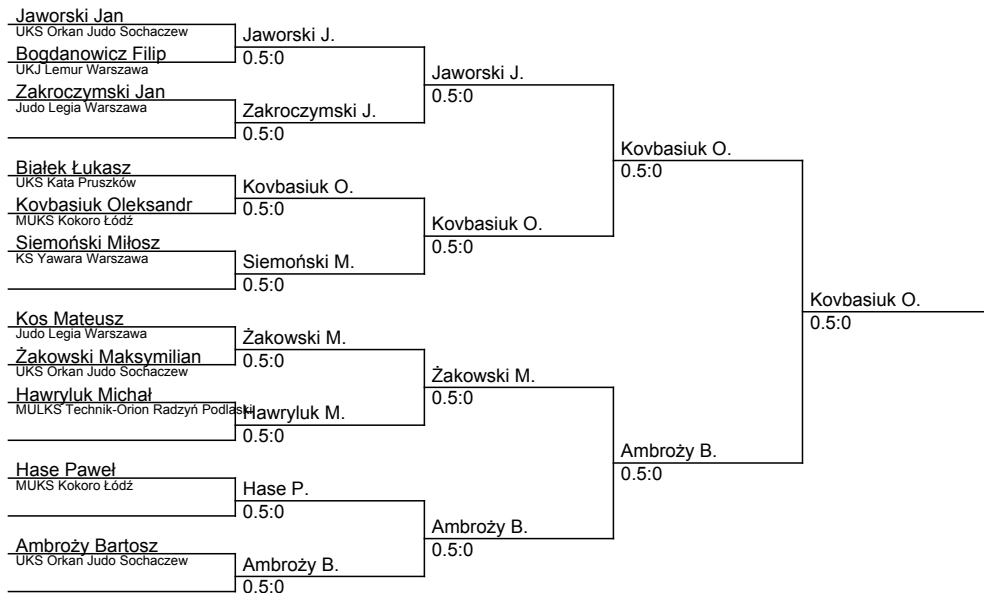 Jaworski Jan
UKS Orkan Judo Sochaczew
Jaworski J.
0.5:0
Bogdanowicz Filip
UKJ Lemur Warszawa
Jaworski J.
0.5:0
Zakroczymski Jan
Judo Legia Warszawa
Zakroczymski J.
0.5:0
Kovbasiuk O.
0.5:0
Białek Łukasz
UKS Kata Pruszków
Kovbasiuk O.
0.5:0
Kovbasiuk Oleksandr
MUKS Kokoro Łódź
Kovbasiuk O.
0.5:0
Siemoński Miłosz
KS Yawara Warszawa
Siemoński M.
0.5:0
Kovbasiuk O.
0.5:0
Kos Mateusz
Judo Legia Warszawa
Żakowski M.
0.5:0
Żakowski Maksymilian
UKS Orkan Judo Sochaczew
Żakowski M.
0.5:0
Hawryluk Michał
MULKS Technik-Orion Radzyń Podlaski
Hawryluk M.
0.5:0
Ambroży B.
0.5:0
Hase Paweł
MUKS Kokoro Łódź
Hase P.
0.5:0
Ambroży B.
0.5:0
Ambroży Bartosz
UKS Orkan Judo Sochaczew
Ambroży B.
0.5:0